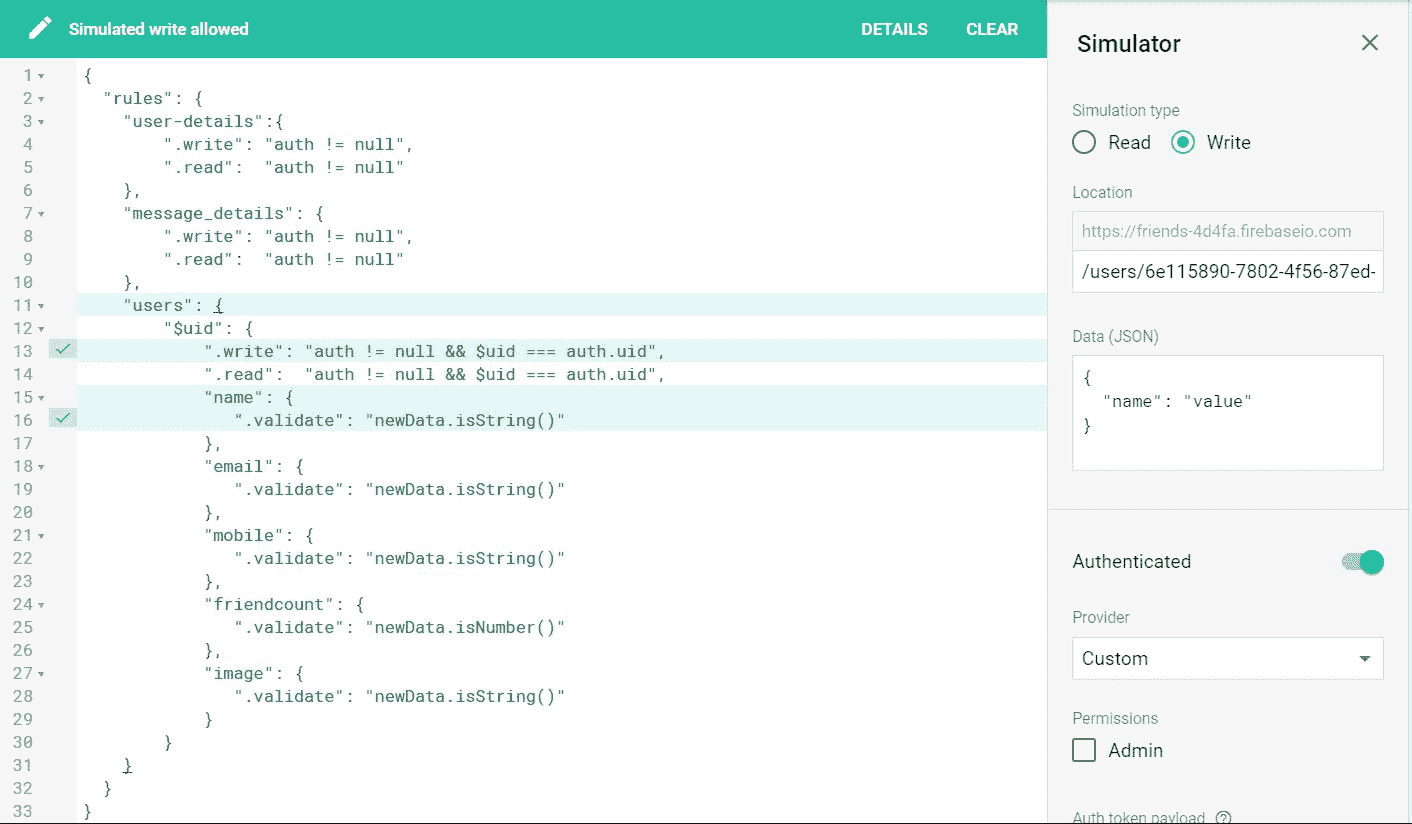 Simulated write allowed DETAILS CLEAR
1 {
2 "rules": {
3 "user-details":{
4 ".write": "auth != null",
5 ".read":  "auth != null"
6 },
7 "message_details": {
8 ".write": "auth != null",
9 ".read":  "auth != null"
10 },
11 "users": {
12 "$uid": {
13 ".write": "auth != null && $uid === auth.uid",
14 ".read":  "auth != null && $uid === auth.uid",
15 "name": {
16 ".validate": "newData.isString()"
17 },
18 "email": {
19 ".validate": "newData.isString()"
20 },
21 "mobile": {
22 ".validate": "newData.isString()"
23 },
24 "friendcount": {
25 ".validate": "newData.isNumber()"
26 },
27 "image": {
28 ".validate": "newData.isString()"
29 }
30 }
31 }
32 }
33 }
Simulator
Simulation type
Read Write
Location
https://friends-4d4fa.firebaseio.com
/users/6e115890-7802-4f56-87ed-
Data (JSON)
{
"name": "value"
}
Authenticated
Provider
Custom
Permissions
Admin
Auth token payload ?